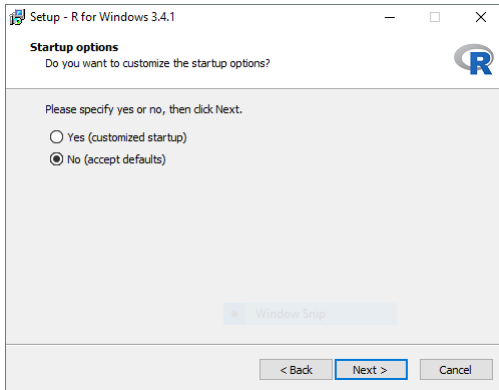 Setup - R for Windows 3.4.1
Startup options
Do you want to customize the startup options?
R
Please specify yes or no, then click Next.
Yes (customized startup)
No (accept defaults)
Window Snip
< Back Next > Cancel